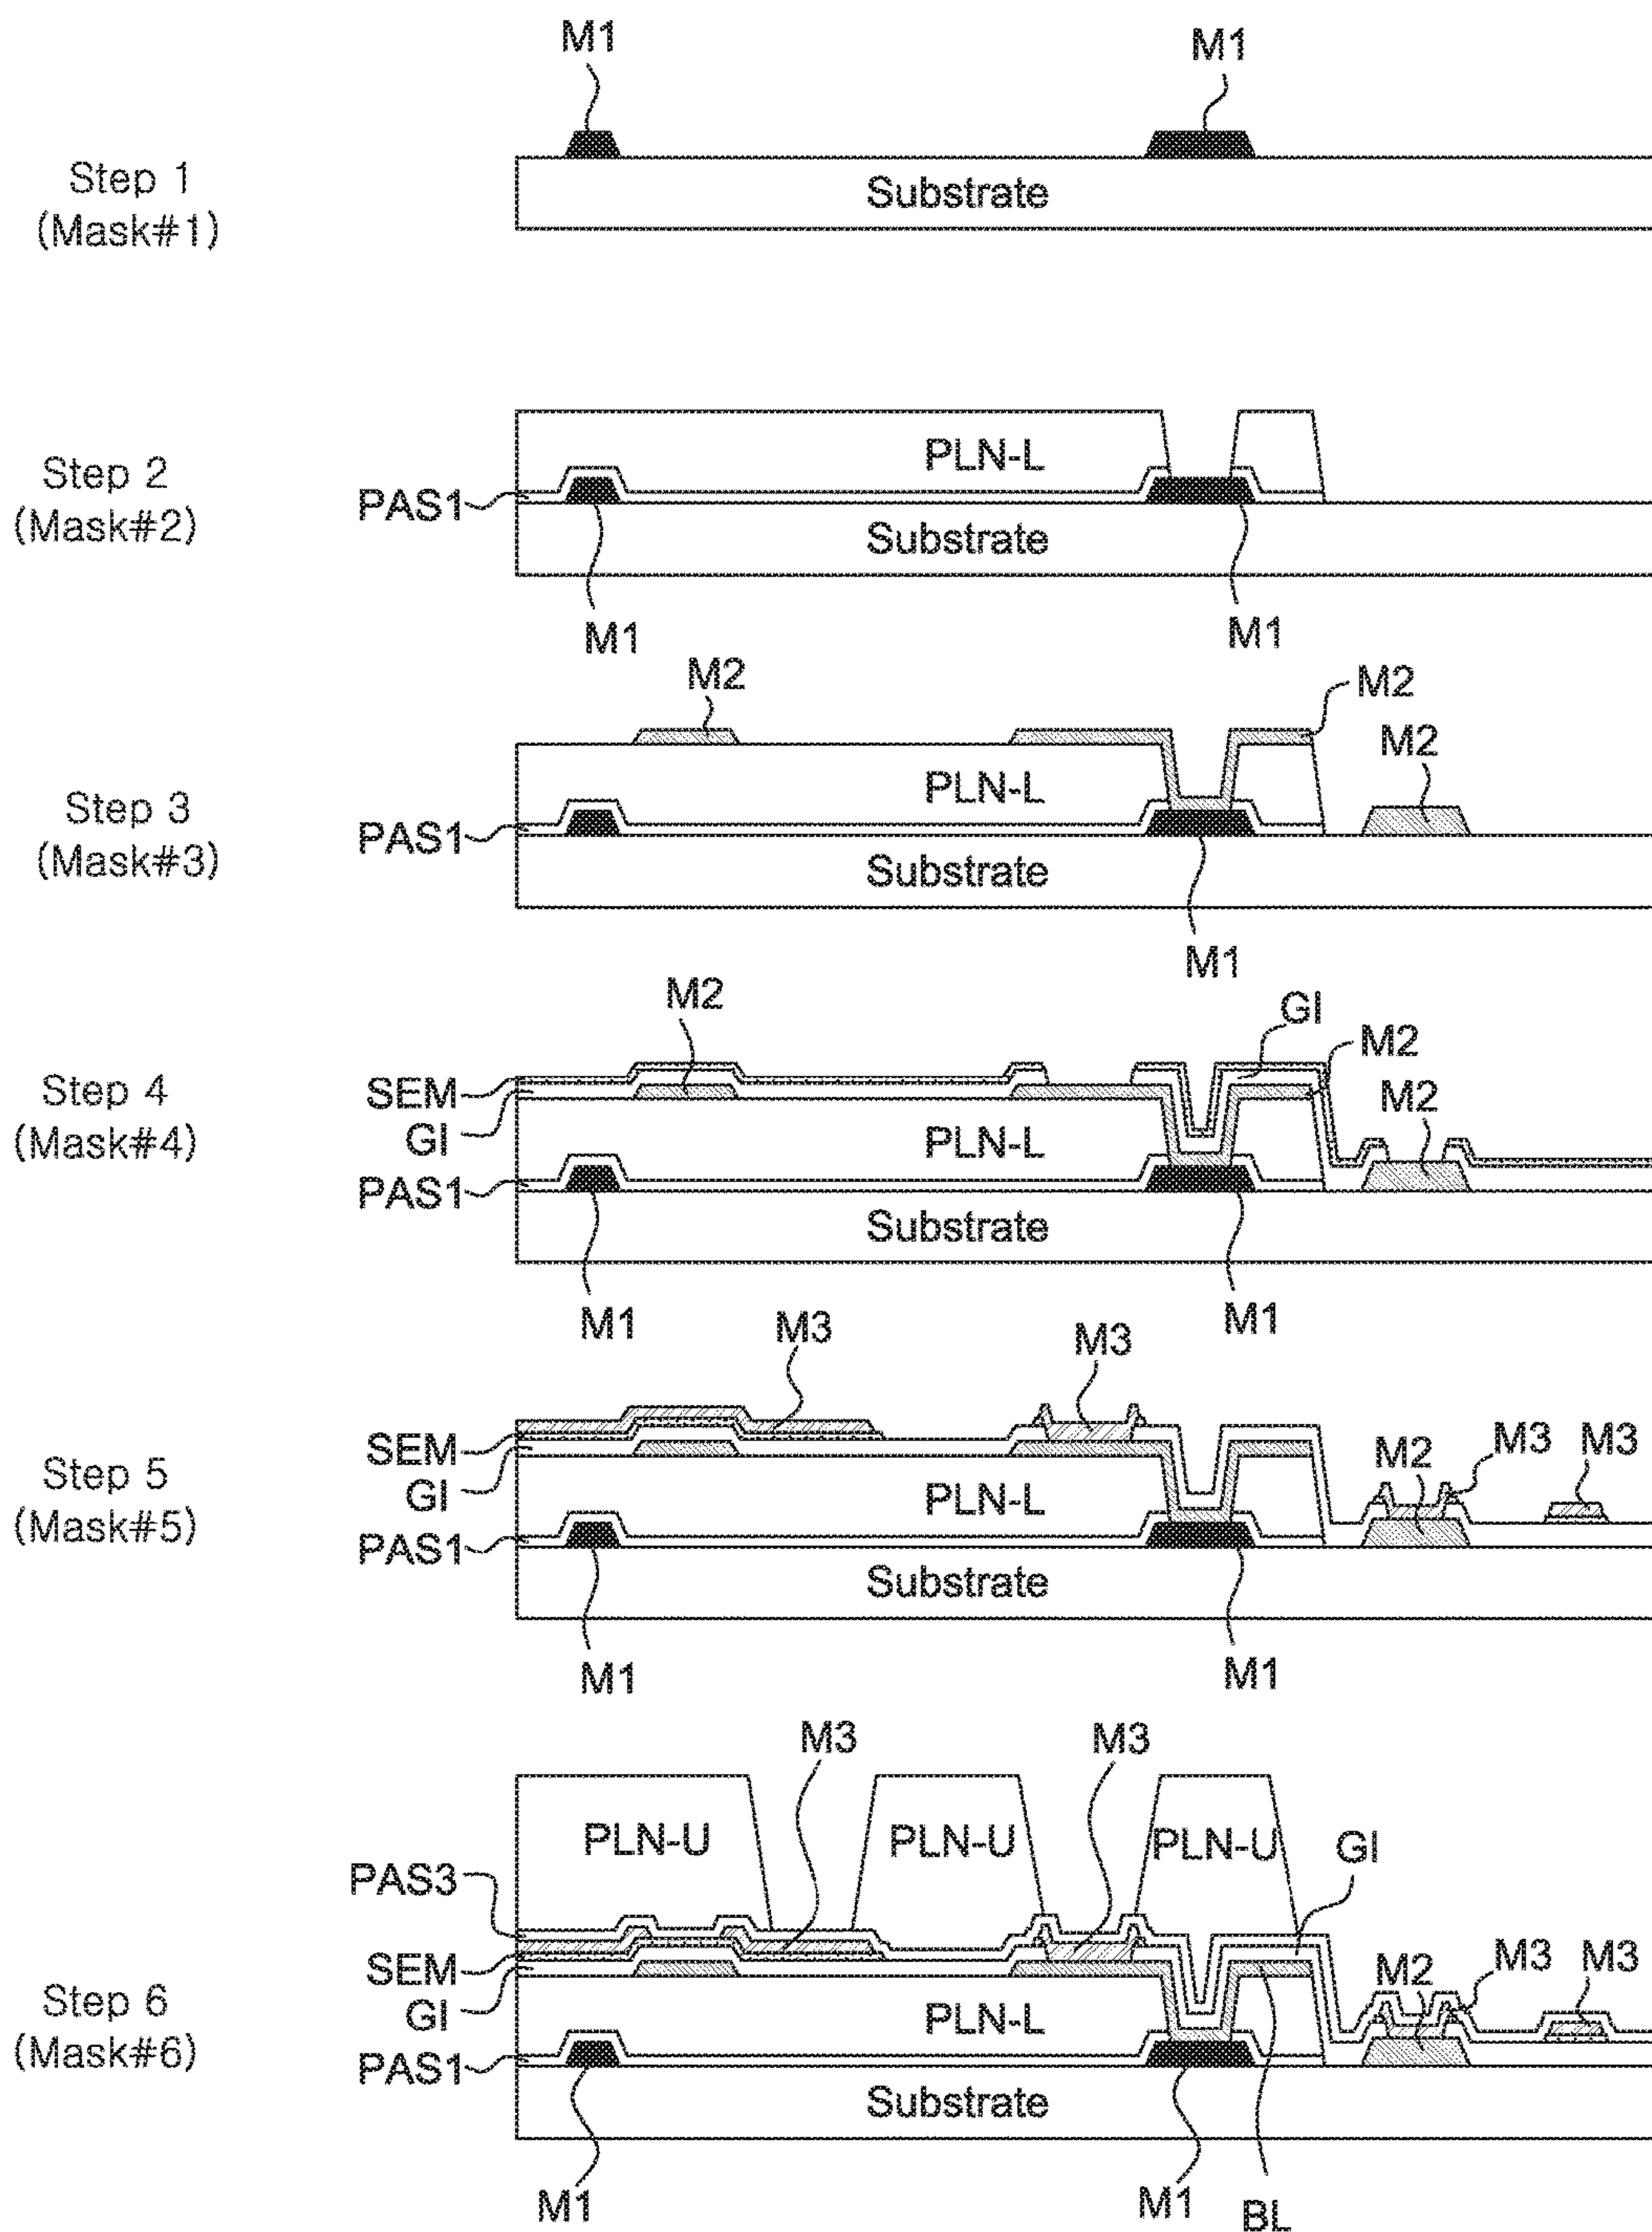 M1
M1
Step 1
(Mask#1)
Substrate
Step 2
(Mask#2)
PLN-L
PAS1
Substrate
M1
M1
M2
M2
M2
Step 3
(Mask#3)
PLN-L
PAS1
Substrate
M1
M2
GI
M2
M2
Step 4
(Mask#4)
SEM
GI
PLN-L
PAS1
Substrate
M1
M1
M3
M3
M3
M3
M2
Step 5
(Mask#5)
SEM
GI
PLN-L
PAS1
Substrate
M1
M1
M3
M3
PLN-U
PLN-U
PLN-U
GI
PAS3
SEM
GI
M2
M3
M3
Step 6
(Mask#6)
PLN-L
PAS1
Substrate
M1
M1
BL